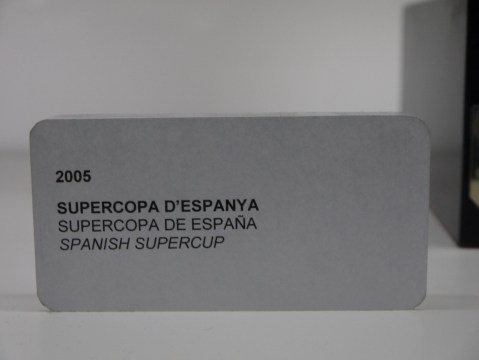 2005
SUPERCOPA D'ESPANYA
SUPERCOPA DE ESPAÑA
SPANISH SUPERCUP